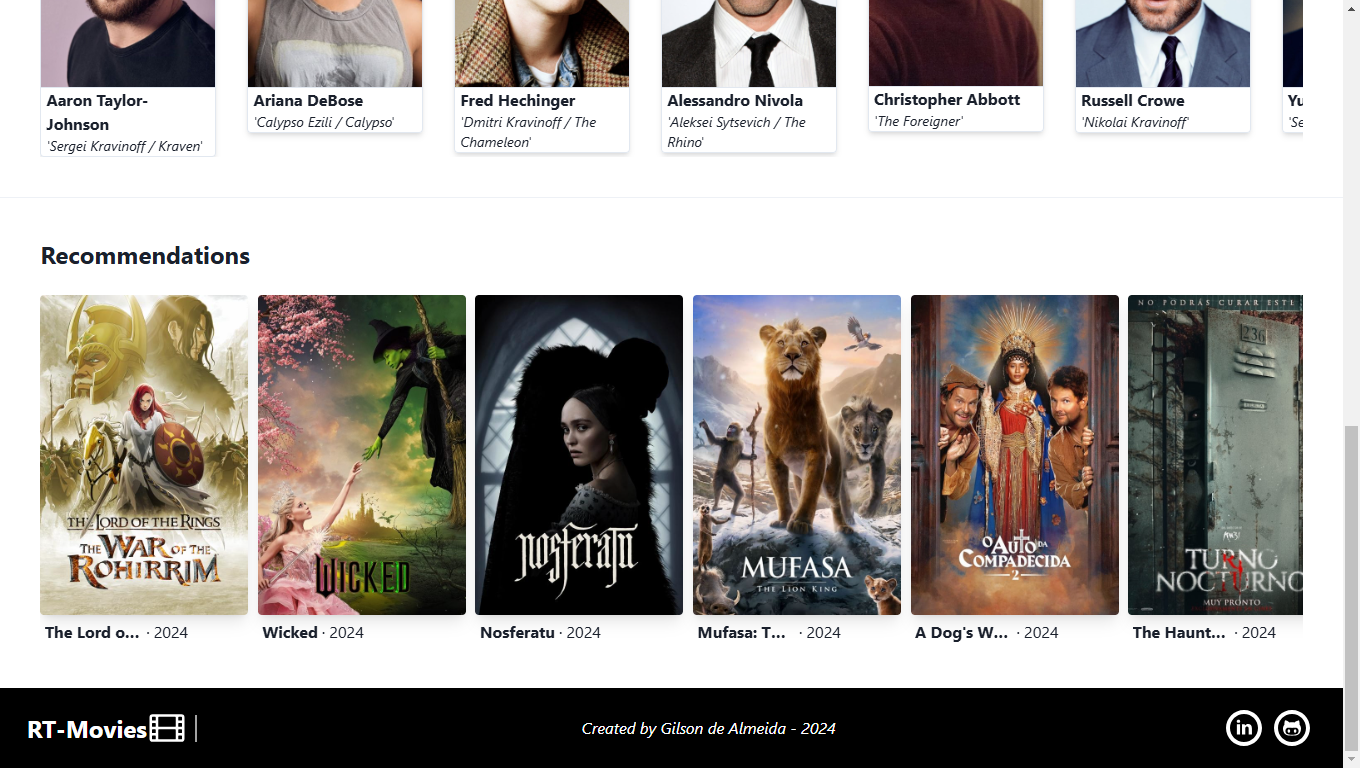 Aaron Taylor-
Johnson
'Sergei Kravinoff / Kraven'
Ariana DeBose
'Calypso Ezili / Calypso'
Fred Hechinger
'Dmitri Kravinoff / The
Chameleon'
Alessandro Nivola
'Aleksei Sytsevich / The
Rhino'
Christopher Abbott
'The Foreigner'
Russell Crowe
'Nikolai Kravinoff'
Yu
'Se
Recommendations
THE LORD OF THE RINGS
THE WAR OF THE
ROHIRRIM
The Lord o... · 2024
WICKED
Wicked · 2024
nosferatu
Nosferatu · 2024
MUFASA
THE LION KING
Mufasa: T... · 2024
O AUTO DA
COMPADECIDA
2
A Dog's W... · 2024
NO PODRÁS CURAR ESTE
236
TURNO
NOCTURNO
MUY PRONTO
The Haunt... · 2024
RT-Movies
Created by Gilson de Almeida - 2024
in